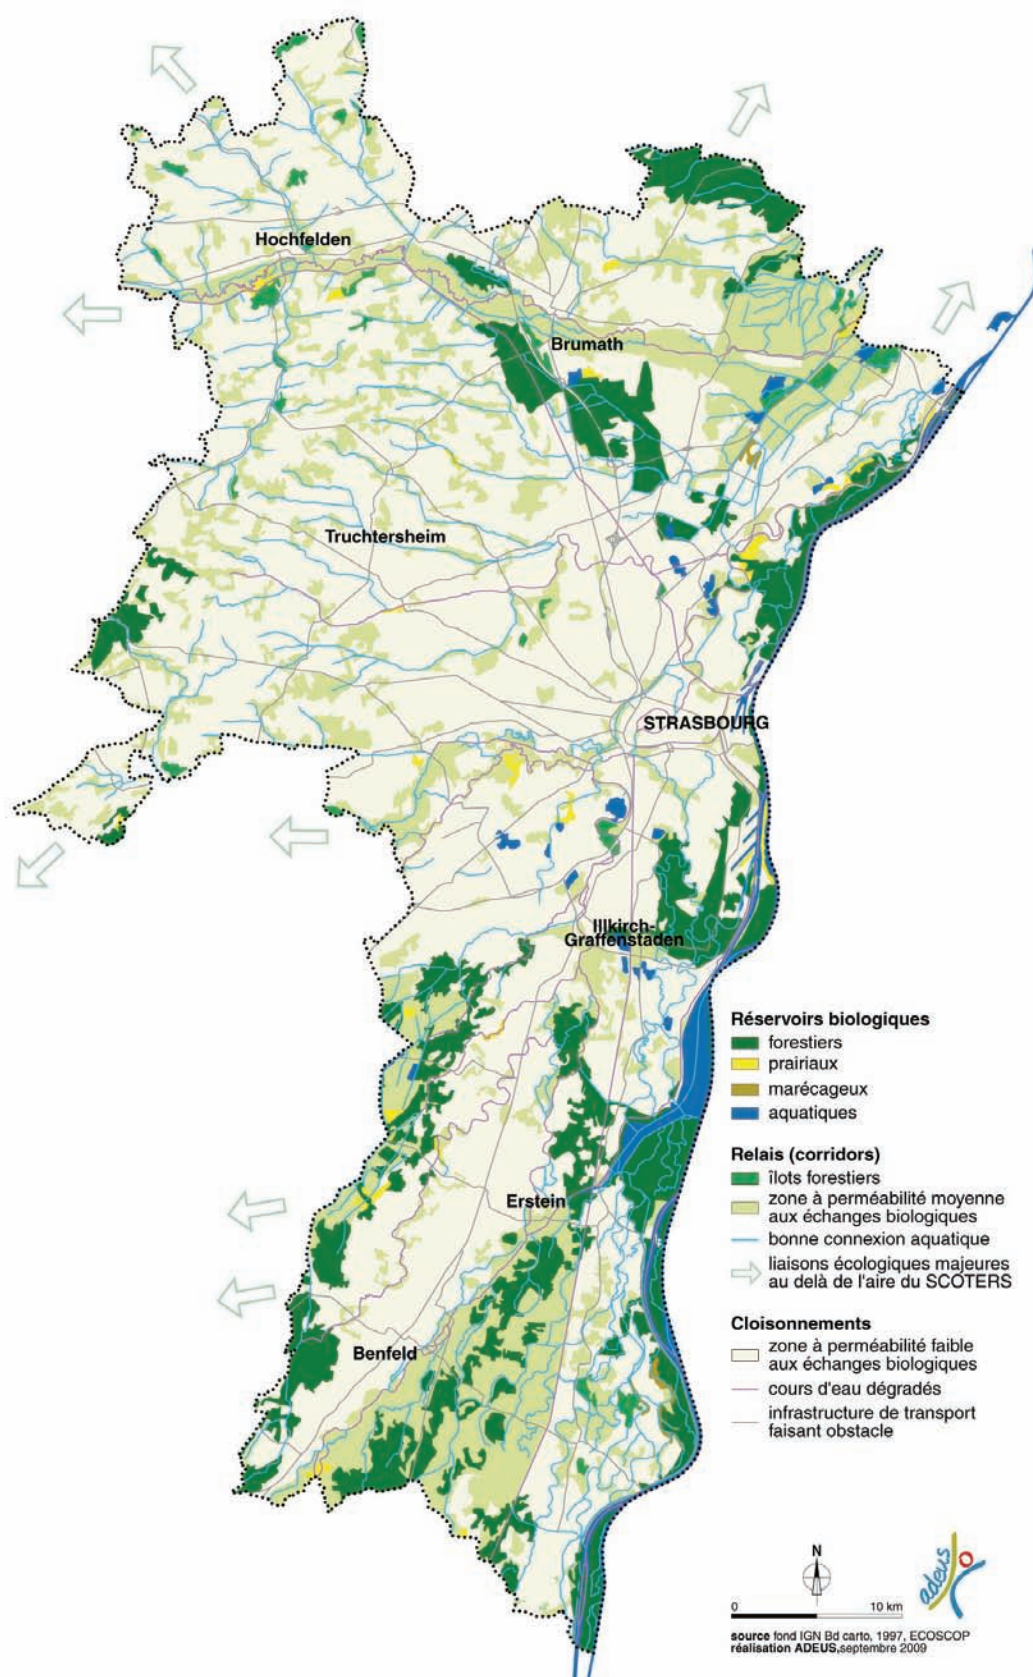 Hochfelden
Brumath
Truchtersheim
STRASBOURG
Illkirch-
Graffenstaden
Erstein
Benfeld
Réservoirs biologiques
forestiers
prairiaux
marécageux
aquatiques
Relais (corridors)
îlots forestiers
zone à perméabilité moyenne
aux échanges biologiques
bonne connexion aquatique
liaisons écologiques majeures
au delà de l'aire du SCOTERS
Cloisonnements
zone à perméabilité faible
aux échanges biologiques
cours d'eau dégradés
infrastructure de transport
faisant obstacle
N
0 10 km
adeus
source fond IGN Bd carto, 1997, ECOSCOP
réalisation ADEUS,septembre 2009